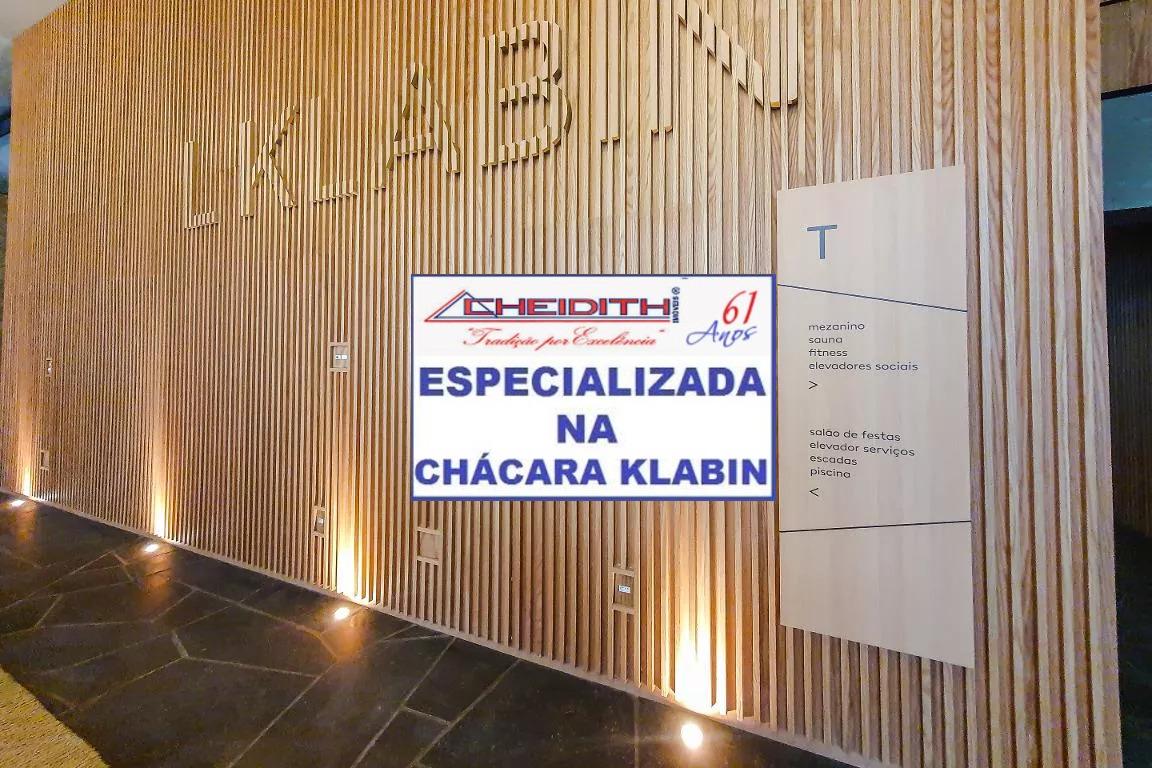 LKLABIN
CHEIDITH IMÓVEIS ®
"Tradição por Excelência"
61 Anos
ESPECIALIZADA
NA
CHÁCARA KLABIN
T
mezanino
sauna
fitness
elevadores sociais
>
salão de festas
elevador serviços
escadas
piscina
<